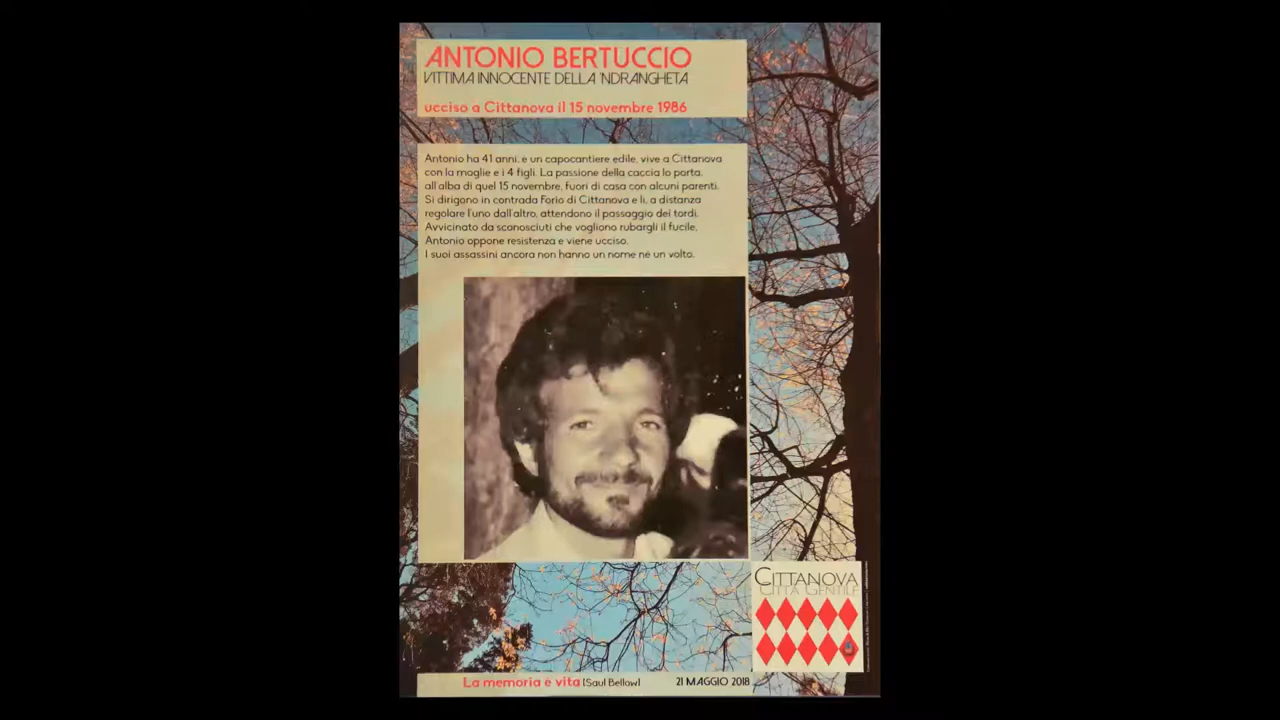 ANTONIO BERTUCCIO
VITTIMA INNOCENTE DELLA 'NDRANGHETA
ucciso a Cittanova il 15 novembre 1986
Antonio ha 41 anni, è un capocantiere edile, vive a Cittanova
con la moglie e i 4 figli. La passione della caccia lo porta,
all'alba di quel 15 novembre, fuori di casa con alcuni parenti.
Si dirigono in contrada Forio di Cittanova e lì, a distanza
regolare l'uno dall'altro, attendono il passaggio dei tordi.
Avvicinato da sconosciuti che vogliono rubargli il fucile,
Antonio oppone resistenza e viene ucciso.
I suoi assassini ancora non hanno un nome né un volto.
CITTANOVA
CITTÀ GENTILE
La memoria è vita (Saul Bellow)
21 MAGGIO 2018